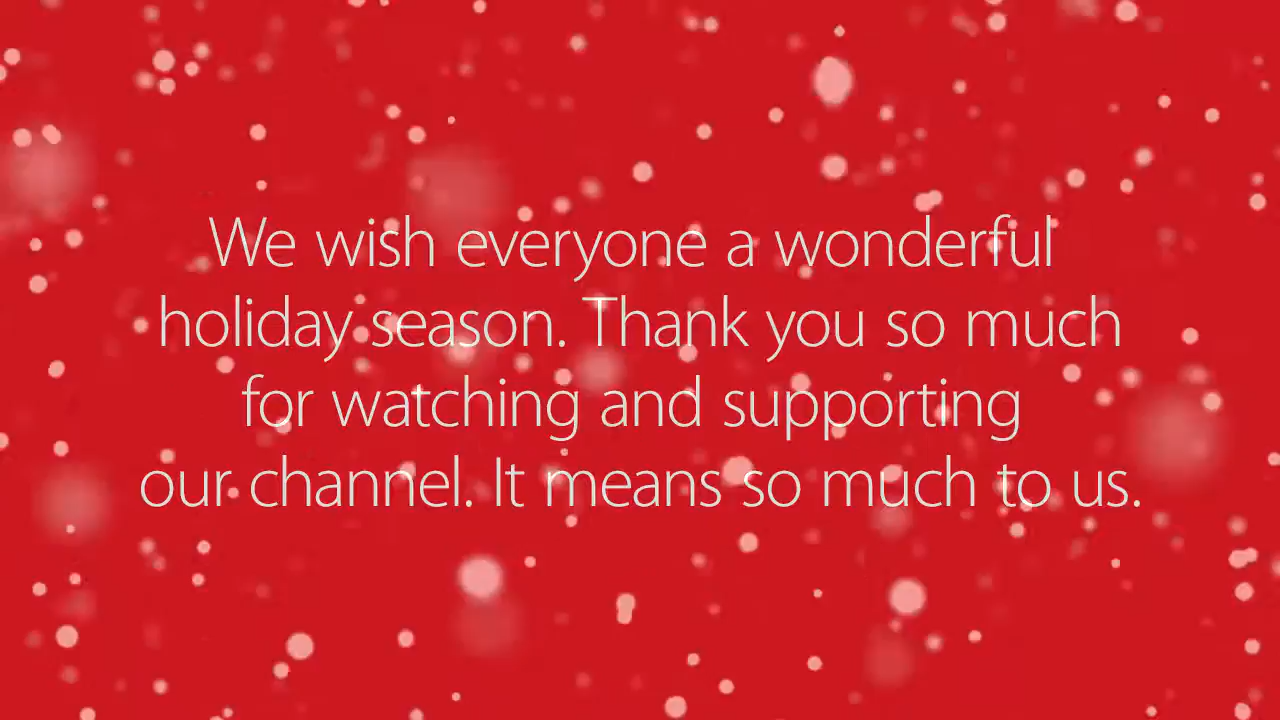 We wish everyone a wonderful
holiday season. Thank you so much
for watching and supporting
our channel. It means so much to us.